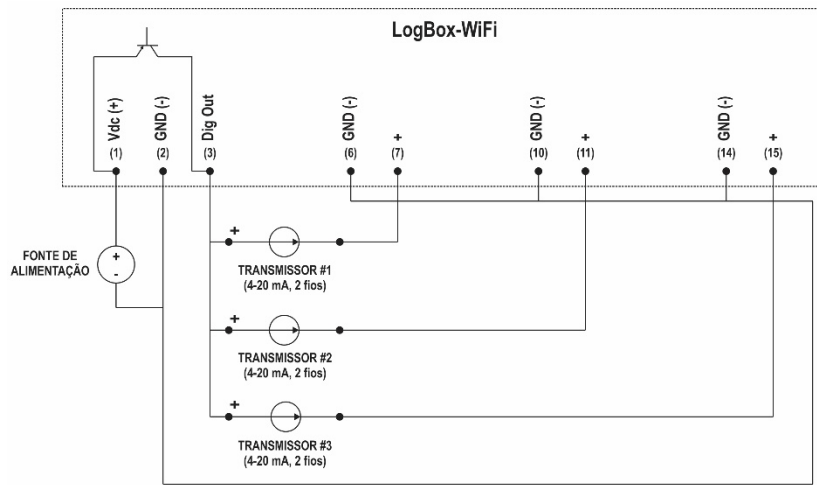 LogBox-WiFi
Vdc (+)
GND (-)
Dig Out
GND (-)
+
GND (-)
+
GND (-)
+
(1)
(2)
(3)
(6)
(7)
(10)
(11)
(14)
(15)
FONTE DE
ALIMENTAÇÃO
+
-
+
TRANSMISSOR #1
(4-20 mA, 2 fios)
+
TRANSMISSOR #2
(4-20 mA, 2 fios)
+
TRANSMISSOR #3
(4-20 mA, 2 fios)